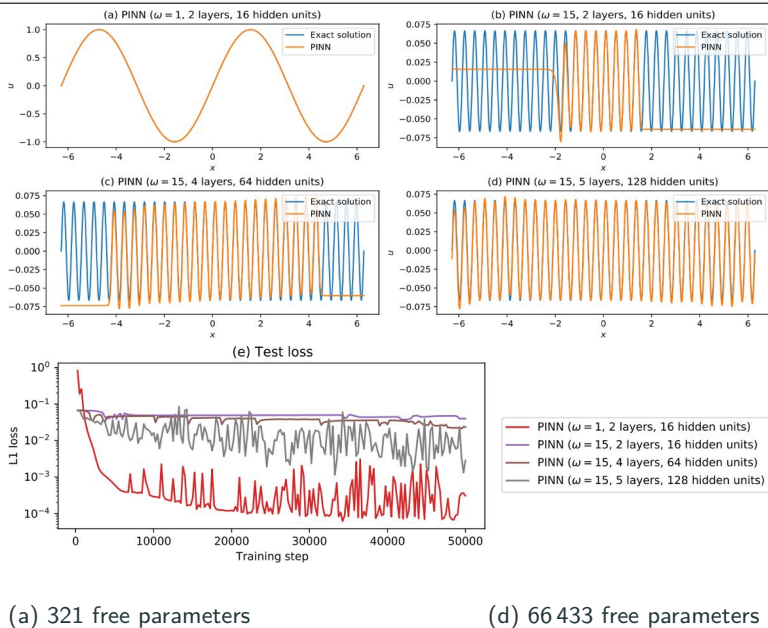 (a) PINN (ω = 1, 2 layers, 16 hidden units)
1.0
0.5
0.0
−0.5
−1.0
u
Exact solution
PINN
−6 −4 −2 0 2 4 6
x
(b) PINN (ω = 15, 2 layers, 16 hidden units)
0.075
0.050
0.025
0.000
−0.025
−0.050
−0.075
u
Exact solution
PINN
−6 −4 −2 0 2 4 6
x
(c) PINN (ω = 15, 4 layers, 64 hidden units)
0.075
0.050
0.025
0.000
−0.025
−0.050
−0.075
u
Exact solution
PINN
−6 −4 −2 0 2 4 6
x
(d) PINN (ω = 15, 5 layers, 128 hidden units)
0.075
0.050
0.025
0.000
−0.025
−0.050
−0.075
u
Exact solution
PINN
−6 −4 −2 0 2 4 6
x
(e) Test loss
10⁰
10⁻¹
10⁻²
10⁻³
10⁻⁴
L1 loss
0 10000 20000 30000 40000 50000
Training step
PINN (ω = 1, 2 layers, 16 hidden units)
PINN (ω = 15, 2 layers, 16 hidden units)
PINN (ω = 15, 4 layers, 64 hidden units)
PINN (ω = 15, 5 layers, 128 hidden units)
(a) 321 free parameters
(d) 66 433 free parameters